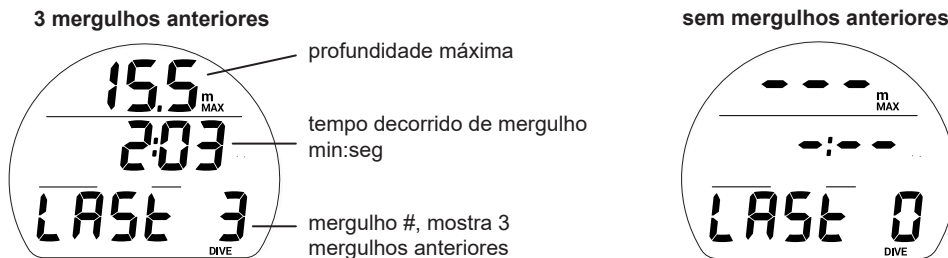 3 mergulhos anteriores
15.5 m MAX
profundidade máxima
2:03
tempo decorrido de mergulho
min:seg
LASt 3 DIVE
mergulho #, mostra 3
mergulhos anteriores
sem mergulhos anteriores
--- m MAX
-:--
LASt 0 DIVE